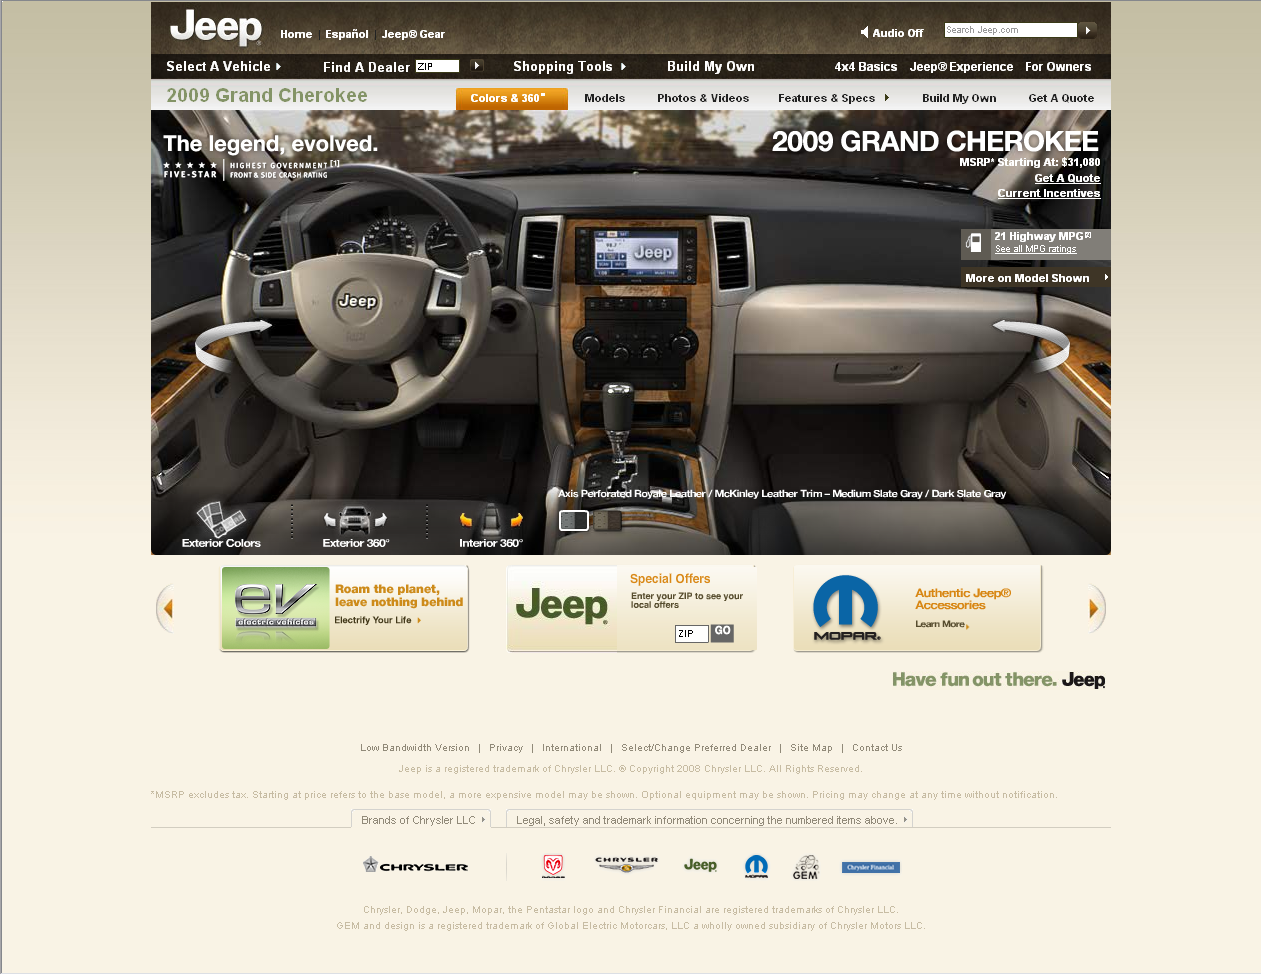 Jeep
Home | Español | Jeep® Gear
Audio Off
Search Jeep.com
Select A Vehicle
Find A Dealer ZIP
Shopping Tools
Build My Own
4x4 Basics
Jeep® Experience
For Owners
2009 Grand Cherokee
Colors & 360°
Models
Photos & Videos
Features & Specs
Build My Own
Get A Quote
The legend, evolved.
FIVE-STAR
HIGHEST GOVERNMENT [1]
FRONT & SIDE CRASH RATING
2009 GRAND CHEROKEE
MSRP* Starting At: $31,080
Get A Quote
Current Incentives
21 Highway MPG[2]
See all MPG ratings
More on Model Shown
Jeep
Jeep
Axis Perforated Royale Leather / McKinley Leather Trim – Medium Slate Gray / Dark Slate Gray
Exterior Colors
Exterior 360°
Interior 360°
ev
electric vehicles
Roam the planet,
leave nothing behind
Electrify Your Life
Jeep
Special Offers
Enter your ZIP to see your
local offers
ZIP GO
MOPAR
Authentic Jeep®
Accessories
Learn More
Have fun out there. Jeep
Low Bandwidth Version | Privacy | International | Select/Change Preferred Dealer | Site Map | Contact Us
Jeep is a registered trademark of Chrysler LLC. © Copyright 2008 Chrysler LLC. All Rights Reserved.
*MSRP excludes tax. Starting at price refers to the base model, a more expensive model may be shown. Optional equipment may be shown. Pricing may change at any time without notification.
Brands of Chrysler LLC
Legal, safety and trademark information concerning the numbered items above.
CHRYSLER
DODGE
CHRYSLER
Jeep
MOPAR
GEM
Chrysler Financial
Chrysler, Dodge, Jeep, Mopar, the Pentastar logo and Chrysler Financial are registered trademarks of Chrysler LLC.
GEM and design is a registered trademark of Global Electric Motorcars, LLC a wholly owned subsidiary of Chrysler Motors LLC.